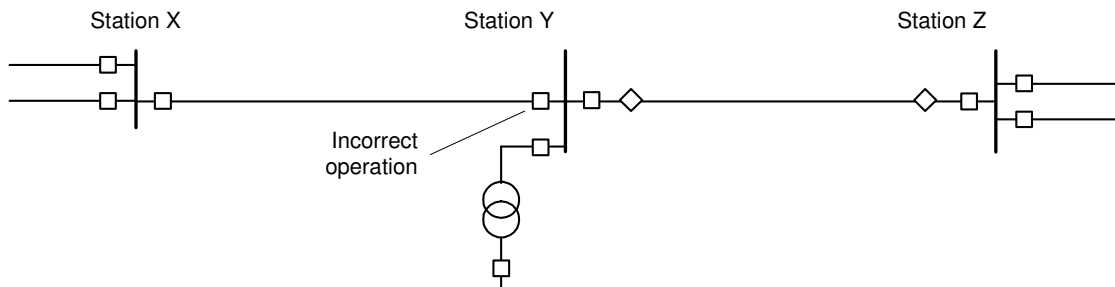 Station X
Station Y
Station Z
Incorrect
operation